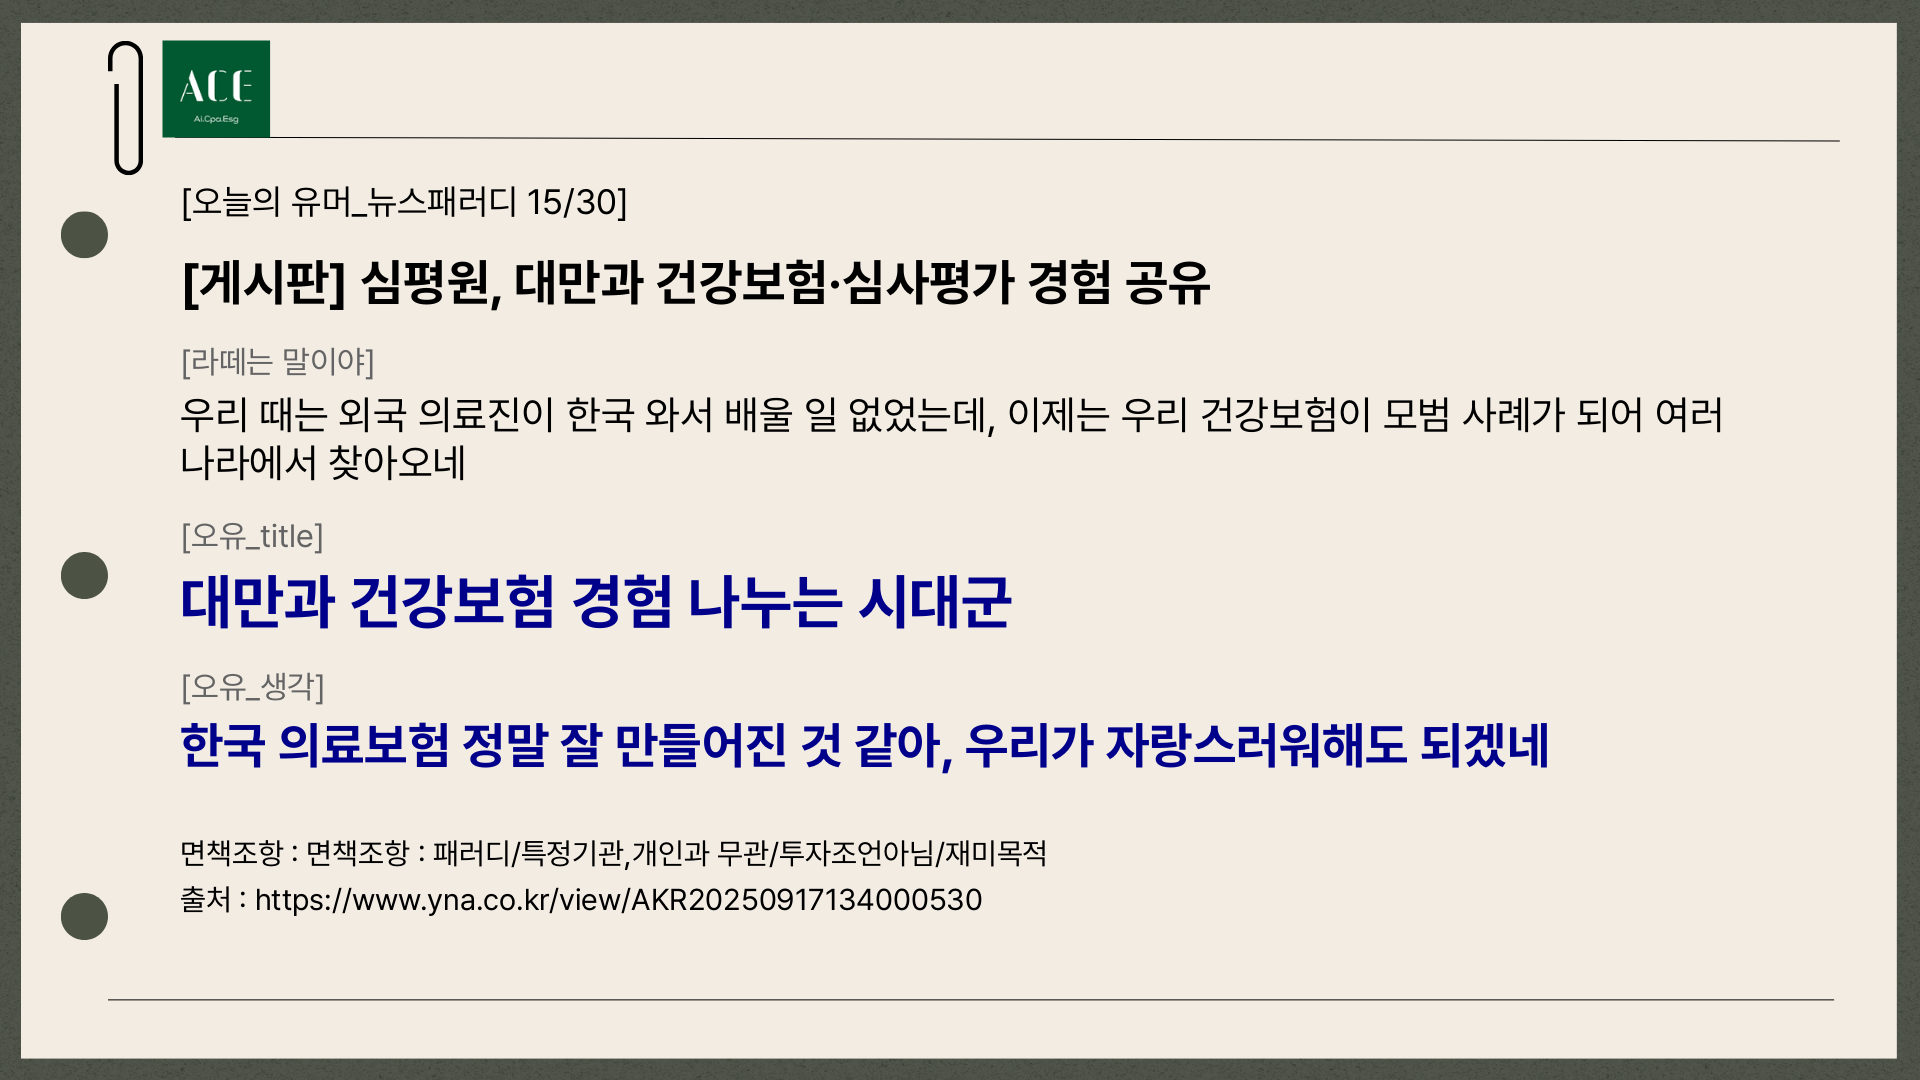 ACE
Ai.Cpa.Esg
[오늘의 유머_뉴스패러디 15/30]
[게시판] 심평원, 대만과 건강보험·심사평가 경험 공유
[라떼는 말이야]
우리 때는 외국 의료진이 한국 와서 배울 일 없었는데, 이제는 우리 건강보험이 모범 사례가 되어 여러
나라에서 찾아오네
[오유_title]
대만과 건강보험 경험 나누는 시대군
[오유_생각]
한국 의료보험 정말 잘 만들어진 것 같아, 우리가 자랑스러워해도 되겠네
면책조항 : 면책조항 : 패러디/특정기관,개인과 무관/투자조언아님/재미목적
출처 : https://www.yna.co.kr/view/AKR20250917134000530